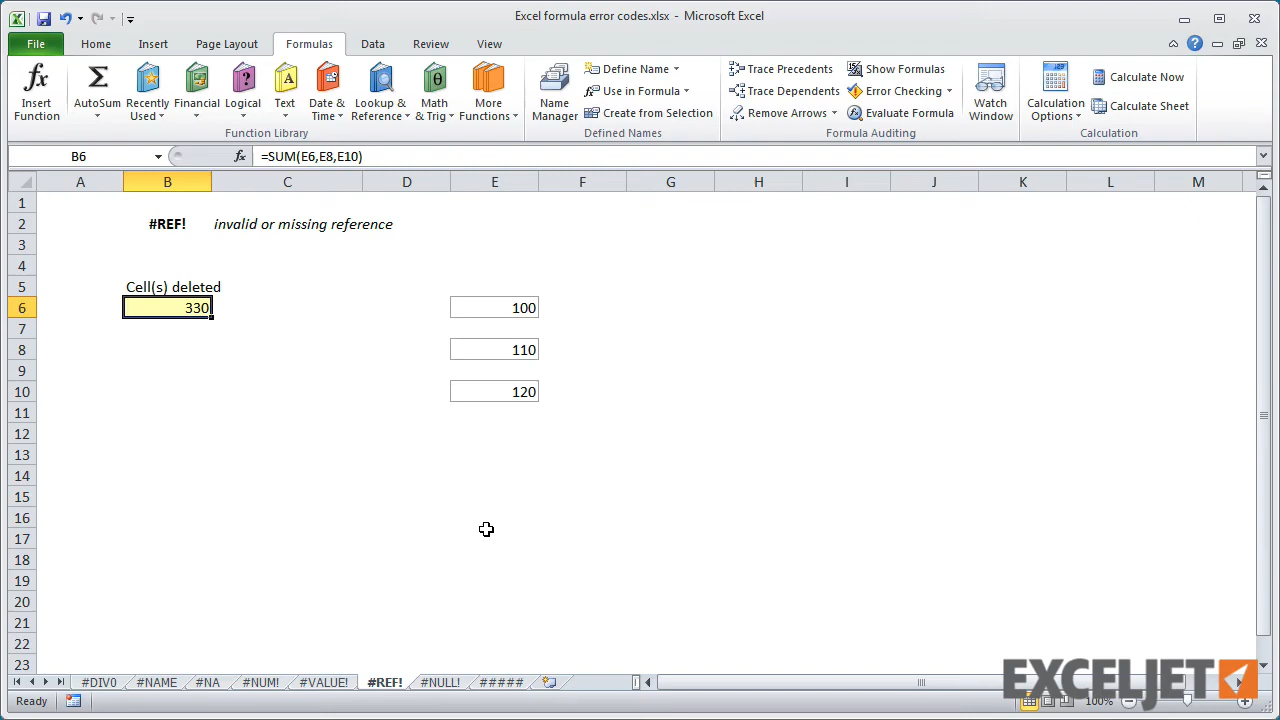 Excel formula error codes.xlsx - Microsoft Excel
File Home Insert Page Layout Formulas Data Review View
Insert Function
AutoSum
Recently Used
Financial
Logical
Text
Date & Time
Lookup & Reference
Math & Trig
More Functions
Function Library
Name Manager
Define Name
Use in Formula
Create from Selection
Defined Names
Trace Precedents
Trace Dependents
Remove Arrows
Show Formulas
Error Checking
Evaluate Formula
Formula Auditing
Watch Window
Calculation Options
Calculate Now
Calculate Sheet
Calculation
B6 fx =SUM(E6,E8,E10)
A B C D E F G H I J K L M
1
2 #REF! invalid or missing reference
3
4
5 Cell(s) deleted
6 330 100
7
8 110
9
10 120
11
12
13
14
15
16
17
18
19
20
21
22
23
#DIV0 #NAME #NA #NUM! #VALUE! #REF! #NULL! #####
EXCELJET
Ready 100%